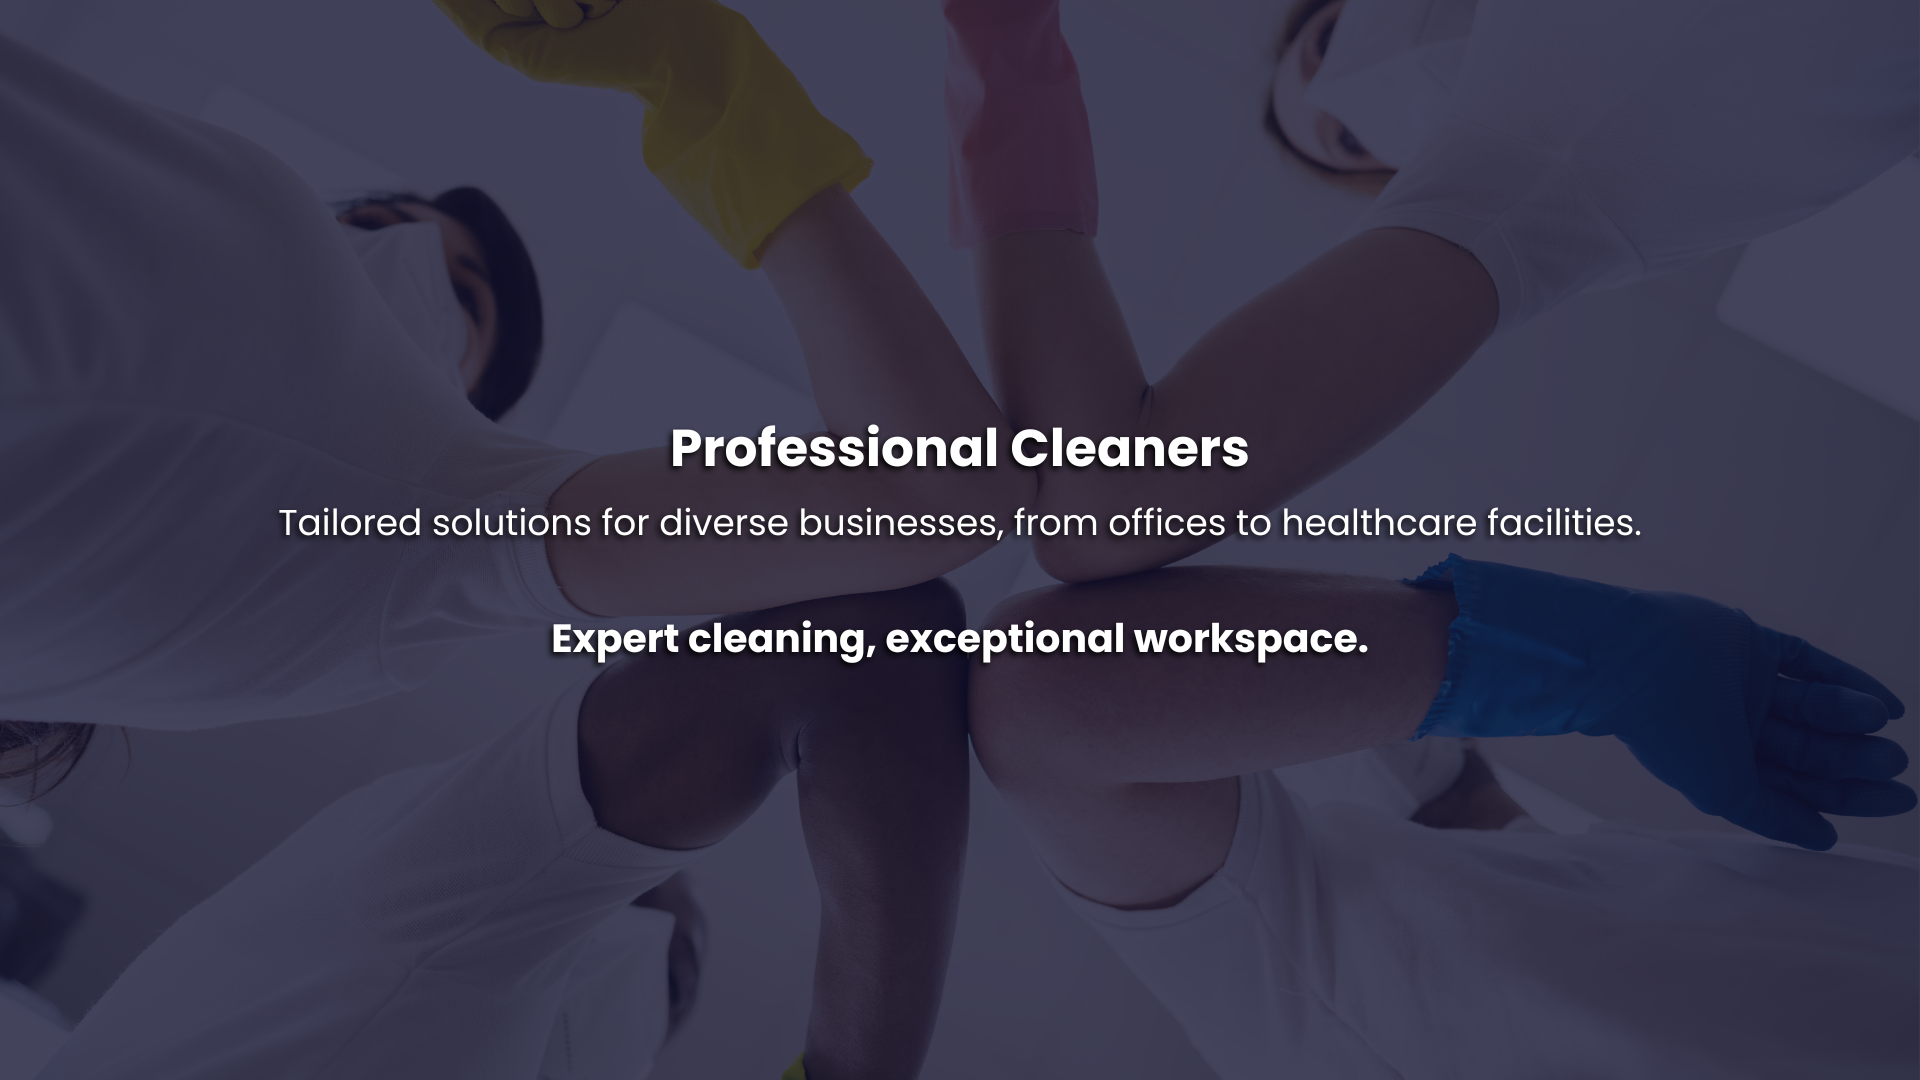 Professional Cleaners
Tailored solutions for diverse businesses, from offices to healthcare facilities.
Expert cleaning, exceptional workspace.